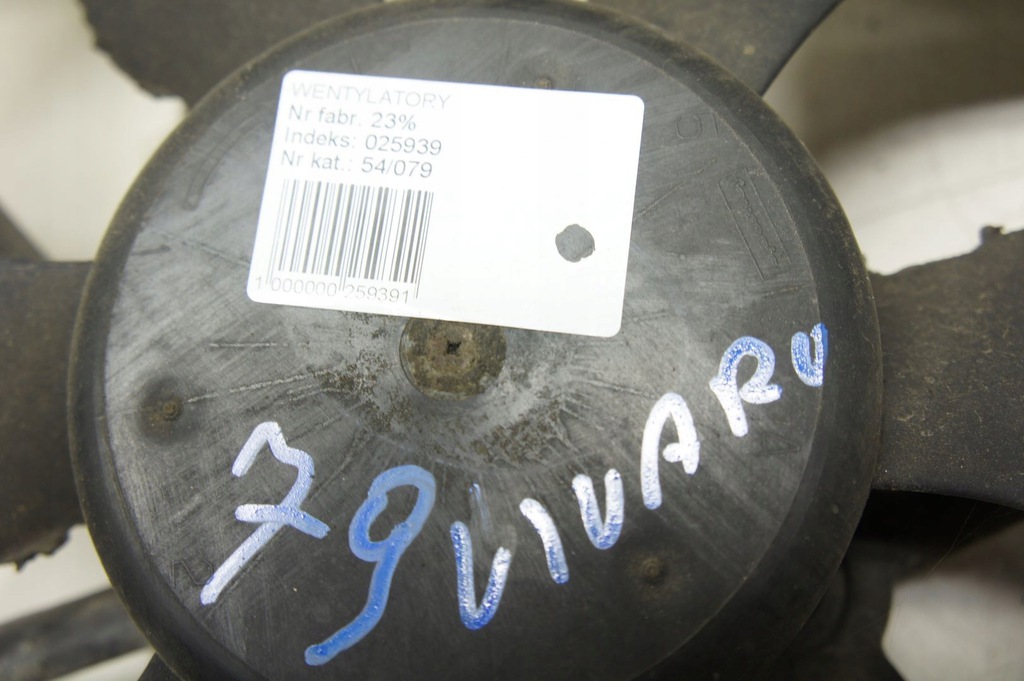 WENTYLATORY
Nr fabr. 23%
Indeks: 025939
Nr kat.: 54/079
1 000000 259391
79 VIVARO